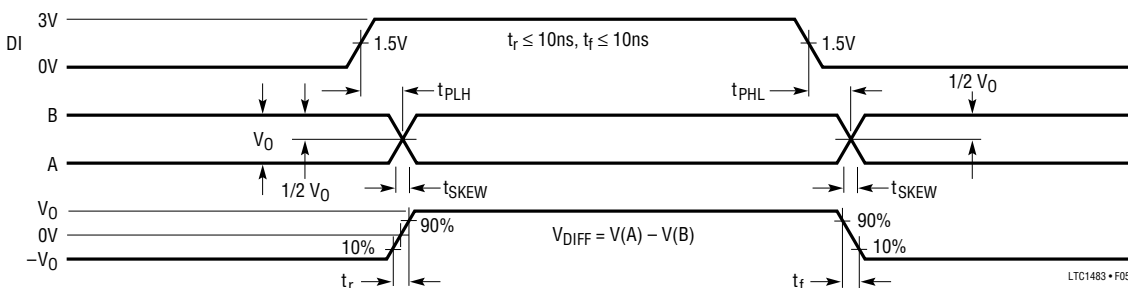 3V
DI
0V
1.5V
t_r ≤ 10ns, t_f ≤ 10ns
1.5V
t_PLH
t_PHL
1/2 V_O
B
V_O
A
1/2 V_O
t_SKEW
t_SKEW
V_O
0V
–V_O
90%
10%
V_DIFF = V(A) – V(B)
10%
t_r
t_f
LTC1483 • F05